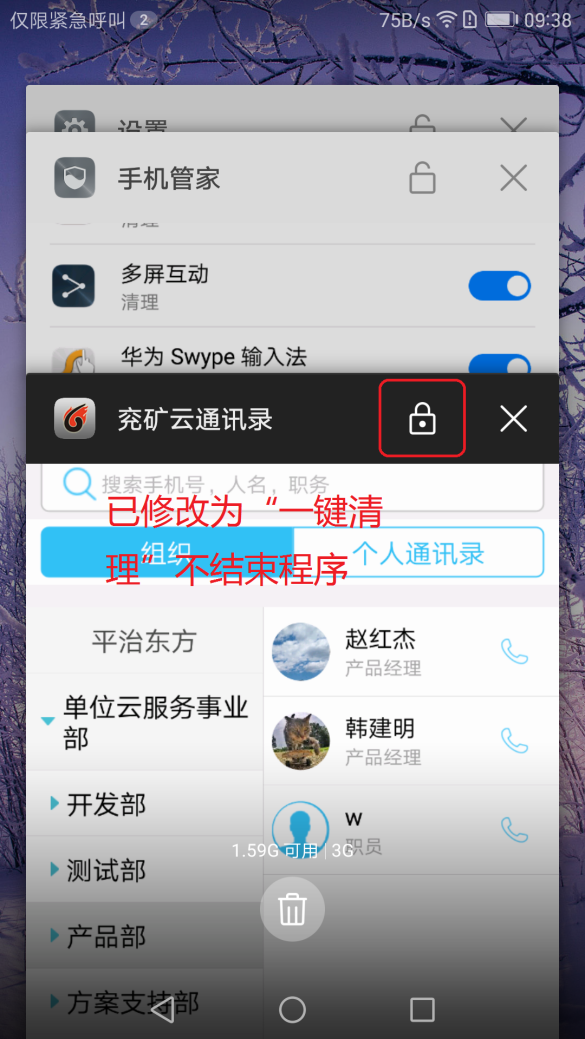 仅限紧急呼叫 2 75B/s 09:38
设置
手机管家
清理
多屏互动
清理
华为 Swype 输入法
兖矿云通讯录
搜索手机号，人名，职务
已修改为“一键清
理”不结束程序
组织 个人通讯录
平治东方
单位云服务事业
部
开发部
测试部
产品部
方案支持部
赵红杰
产品经理
韩建明
产品经理
w
职员
1.59G 可用 | 3G